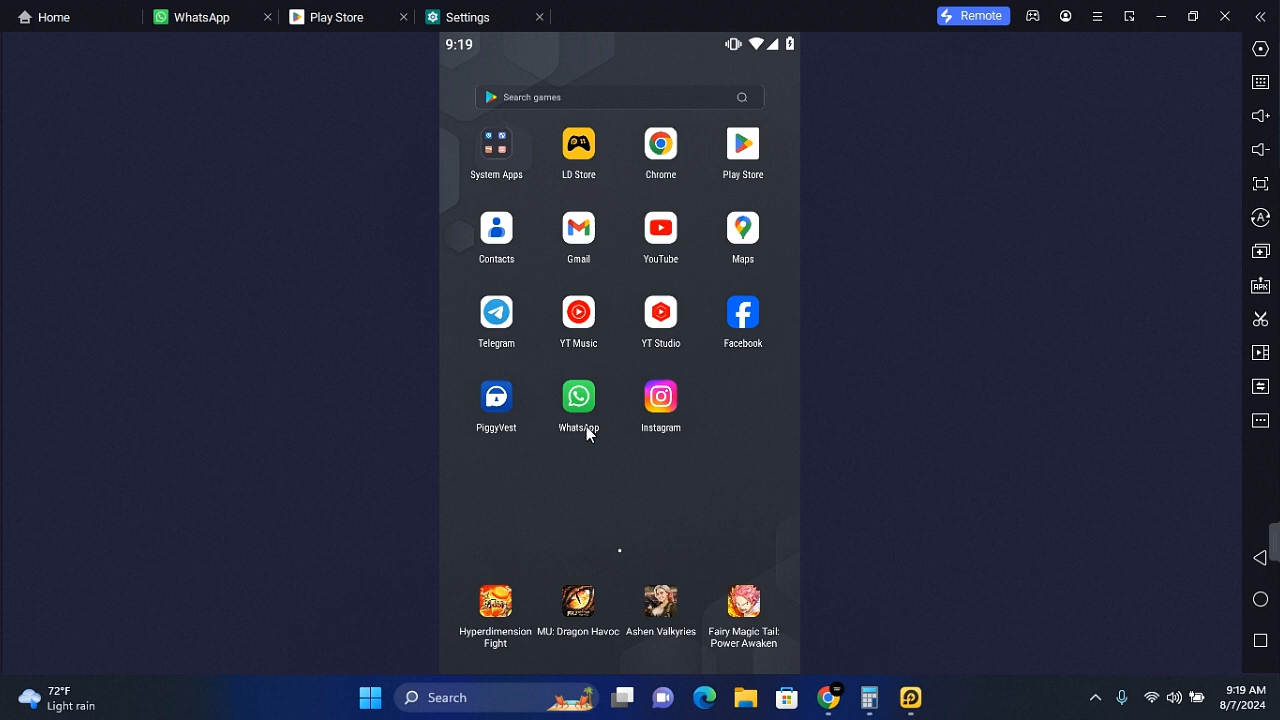 Home WhatsApp Play Store Settings Remote
9:19
Search games
System Apps LD Store Chrome Play Store
Contacts Gmail YouTube Maps
Telegram YT Music YT Studio Facebook
PiggyVest WhatsApp Instagram
Hyperdimension MU: Dragon Havoc Ashen Valkyries Fairy Magic Tail:
Fight Power Awaken
72°F
Light rain
Search
9:19 AM
8/7/2024